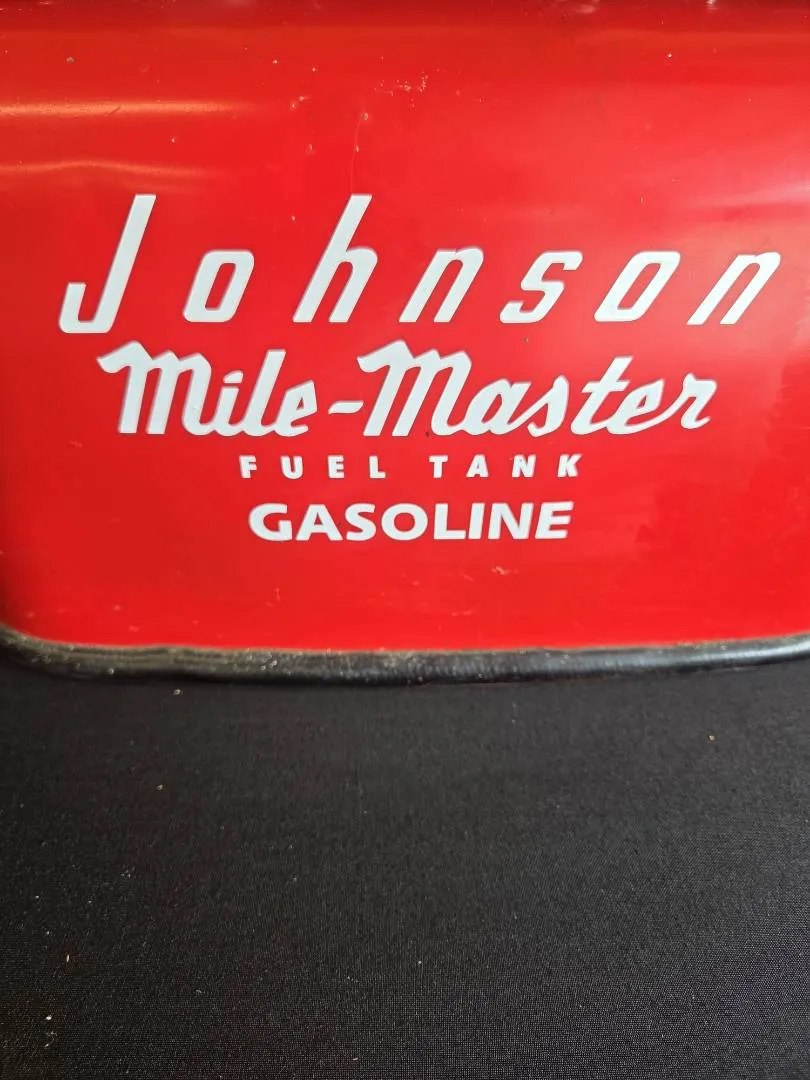 Johnson
Mile-Master
FUEL TANK
GASOLINE